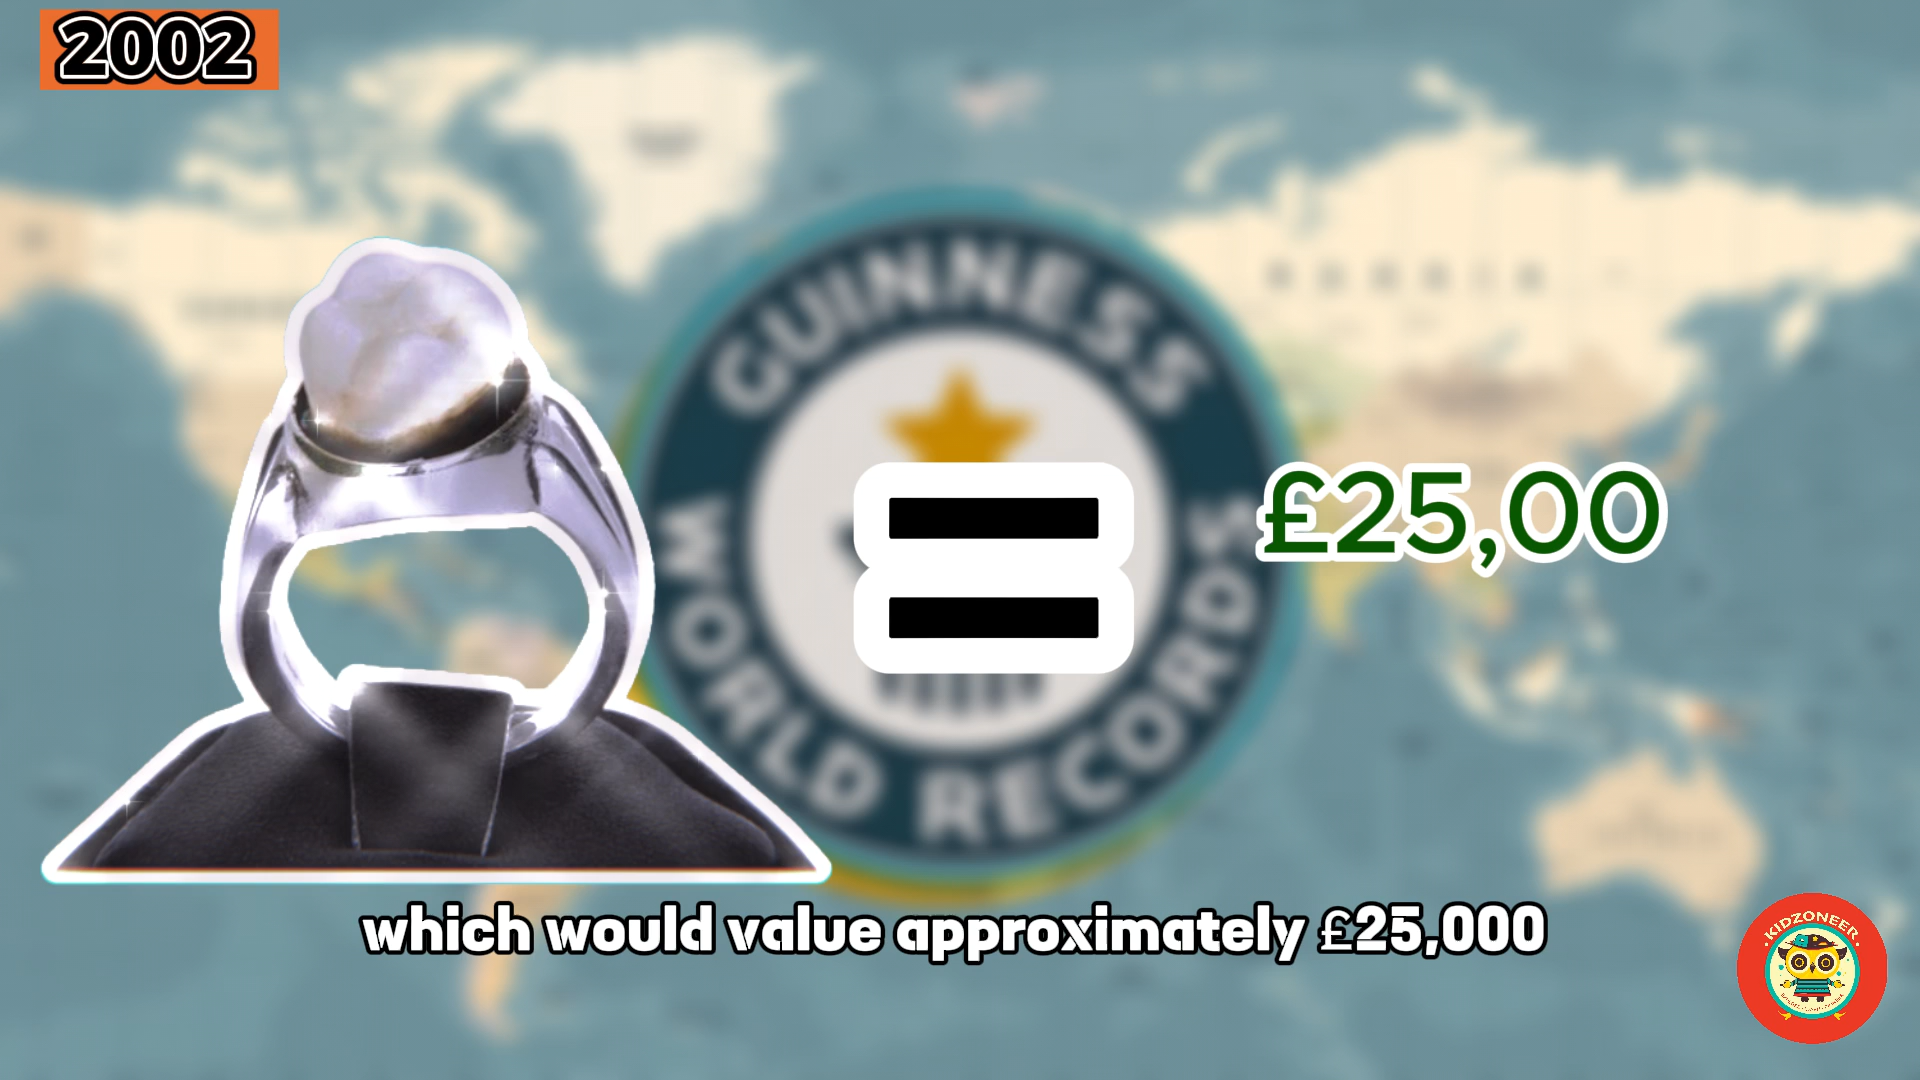 2002
GUINNESS
WORLD RECORDS
£25,00
which would value approximately £25,000
KIDZONEER